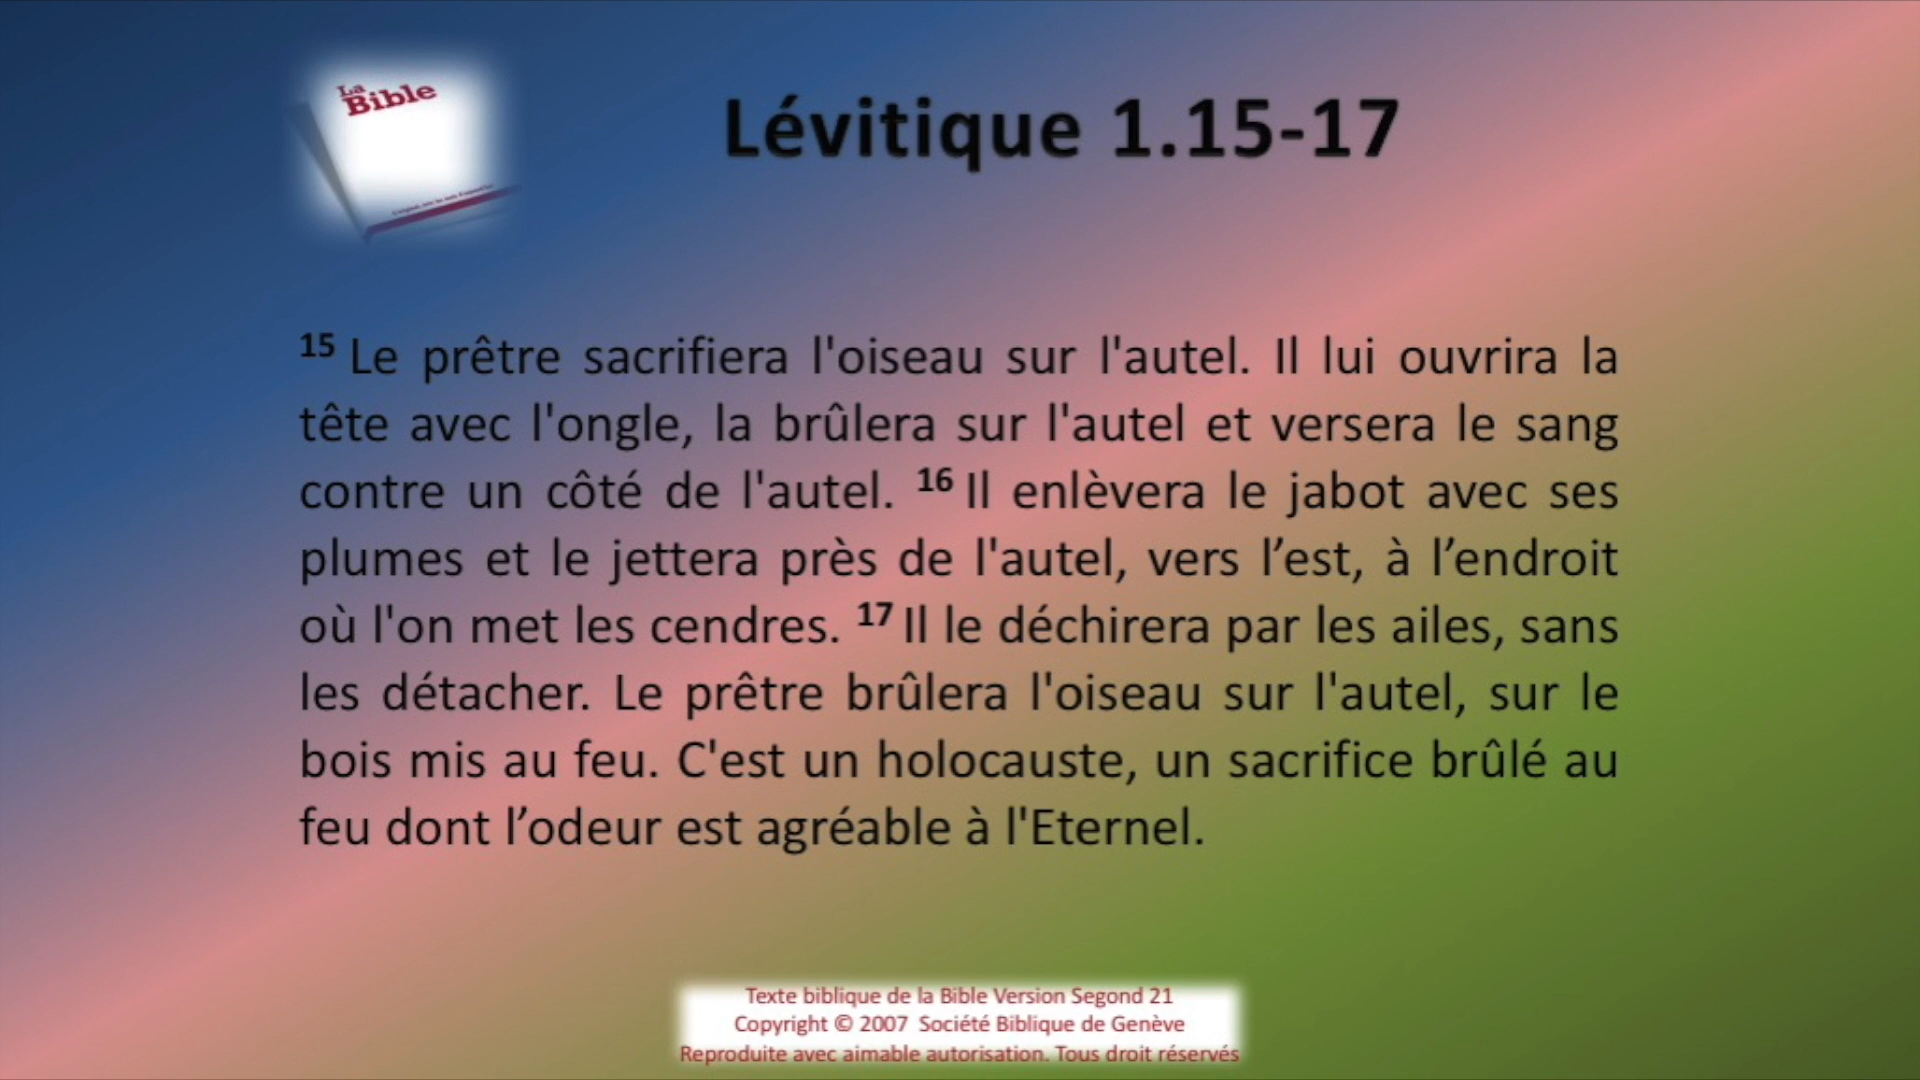 La
Bible
Lévitique 1.15-17
15 Le prêtre sacrifiera l'oiseau sur l'autel. Il lui ouvrira la
tête avec l'ongle, la brûlera sur l'autel et versera le sang
contre un côté de l'autel. 16 Il enlèvera le jabot avec ses
plumes et le jettera près de l'autel, vers l’est, à l’endroit
où l'on met les cendres. 17 Il le déchirera par les ailes, sans
les détacher. Le prêtre brûlera l'oiseau sur l'autel, sur le
bois mis au feu. C'est un holocauste, un sacrifice brûlé au
feu dont l’odeur est agréable à l'Eternel.
Texte biblique de la Bible Version Segond 21
Copyright © 2007 Société Biblique de Genève
Reproduite avec aimable autorisation. Tous droit réservés